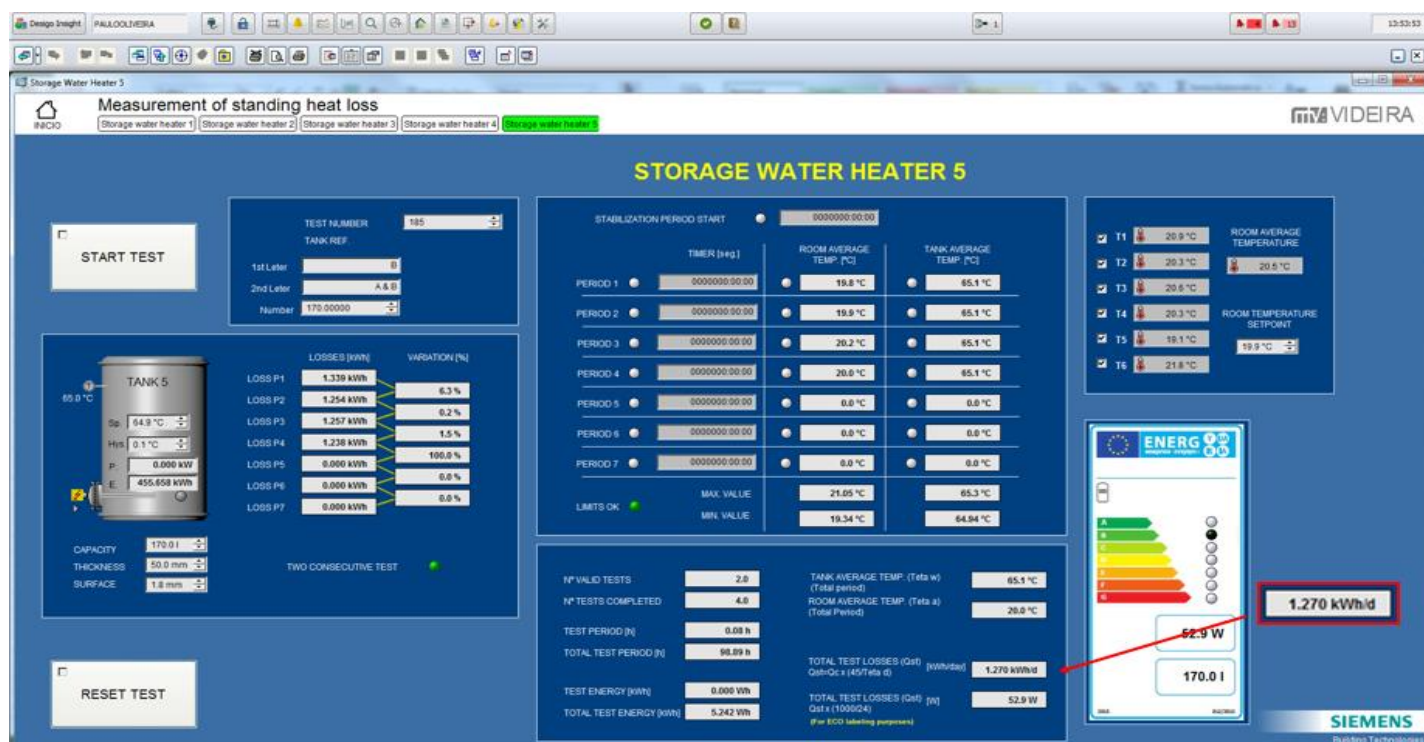 Desigo Insight PAULOOLIVEIRA 1 13 13:53:53
Storage Water Heater 5
INICIO
Measurement of standing heat loss
Storage water heater 1 Storage water heater 2 Storage water heater 3 Storage water heater 4 Storage water heater 5
VIDEIRA
STORAGE WATER HEATER 5
START TEST
TEST NUMBER 185
TANK REF.
1st Leter B
2nd Leter A & B
Number 170.00000
STABILIZATION PERIOD START 0000000:00:00
TIMER [seg.] ROOM AVERAGE TEMP. [ºC] TANK AVERAGE TEMP. [ºC]
PERIOD 1 0000000:00:00 19.8 °C 65.1 °C
PERIOD 2 0000000:00:00 19.9 °C 65.1 °C
PERIOD 3 0000000:00:00 20.2 °C 65.1 °C
PERIOD 4 0000000:00:00 20.0 °C 65.1 °C
PERIOD 5 0000000:00:00 0.0 °C 0.0 °C
PERIOD 6 0000000:00:00 0.0 °C 0.0 °C
PERIOD 7 0000000:00:00 0.0 °C 0.0 °C
LIMITS OK
MAX. VALUE 21.05 °C 65.3 °C
MIN. VALUE 19.34 °C 64.94 °C
T1 20.9 °C
T2 20.3 °C
T3 20.6 °C
T4 20.3 °C
T5 19.1 °C
T6 21.6 °C
ROOM AVERAGE
TEMPERATURE
20.5 °C
ROOM TEMPERATURE
SETPOINT
19.9 °C
TANK 5
65.0 °C
Sp. 64.9 °C
Hys. 0.1 °C
P. 0.000 kW
E. 455.658 kWh
CAPACITY 170.0 l
THICKNESS 50.0 mm
SURFACE 1.8 mm
LOSSES [kWh] VARIATION [%]
LOSS P1 1.339 kWh
6.3 %
LOSS P2 1.254 kWh
0.2 %
LOSS P3 1.257 kWh
1.5 %
LOSS P4 1.238 kWh
100.0 %
LOSS P5 0.000 kWh
0.0 %
LOSS P6 0.000 kWh
0.0 %
LOSS P7 0.000 kWh
TWO CONSECUTIVE TEST
RESET TEST
Nº VALID TESTS 2.0
Nº TESTS COMPLETED 4.0
TEST PERIOD [h] 0.08 h
TOTAL TEST PERIOD [h] 98.09 h
TEST ENERGY [kWh] 0.000 Wh
TOTAL TEST ENERGY [kWh] 5.242 Wh
TANK AVERAGE TEMP. (Teta w)
(Total period)
65.1 °C
ROOM AVERAGE TEMP. (Teta a)
(Total Period)
20.0 °C
TOTAL TEST LOSSES (Qst) [kWh/day]
Qst=Qc x (45/Teta d)
1.270 kWh/d
TOTAL TEST LOSSES (Qst) [W]
Qst x (1000/24)
52.9 W
(For ECO labeling purposes)
ENERG
A
B
C
D
E
F
G
52.9 W
170.0 l
1.270 kWh/d
SIEMENS
Building Technologies